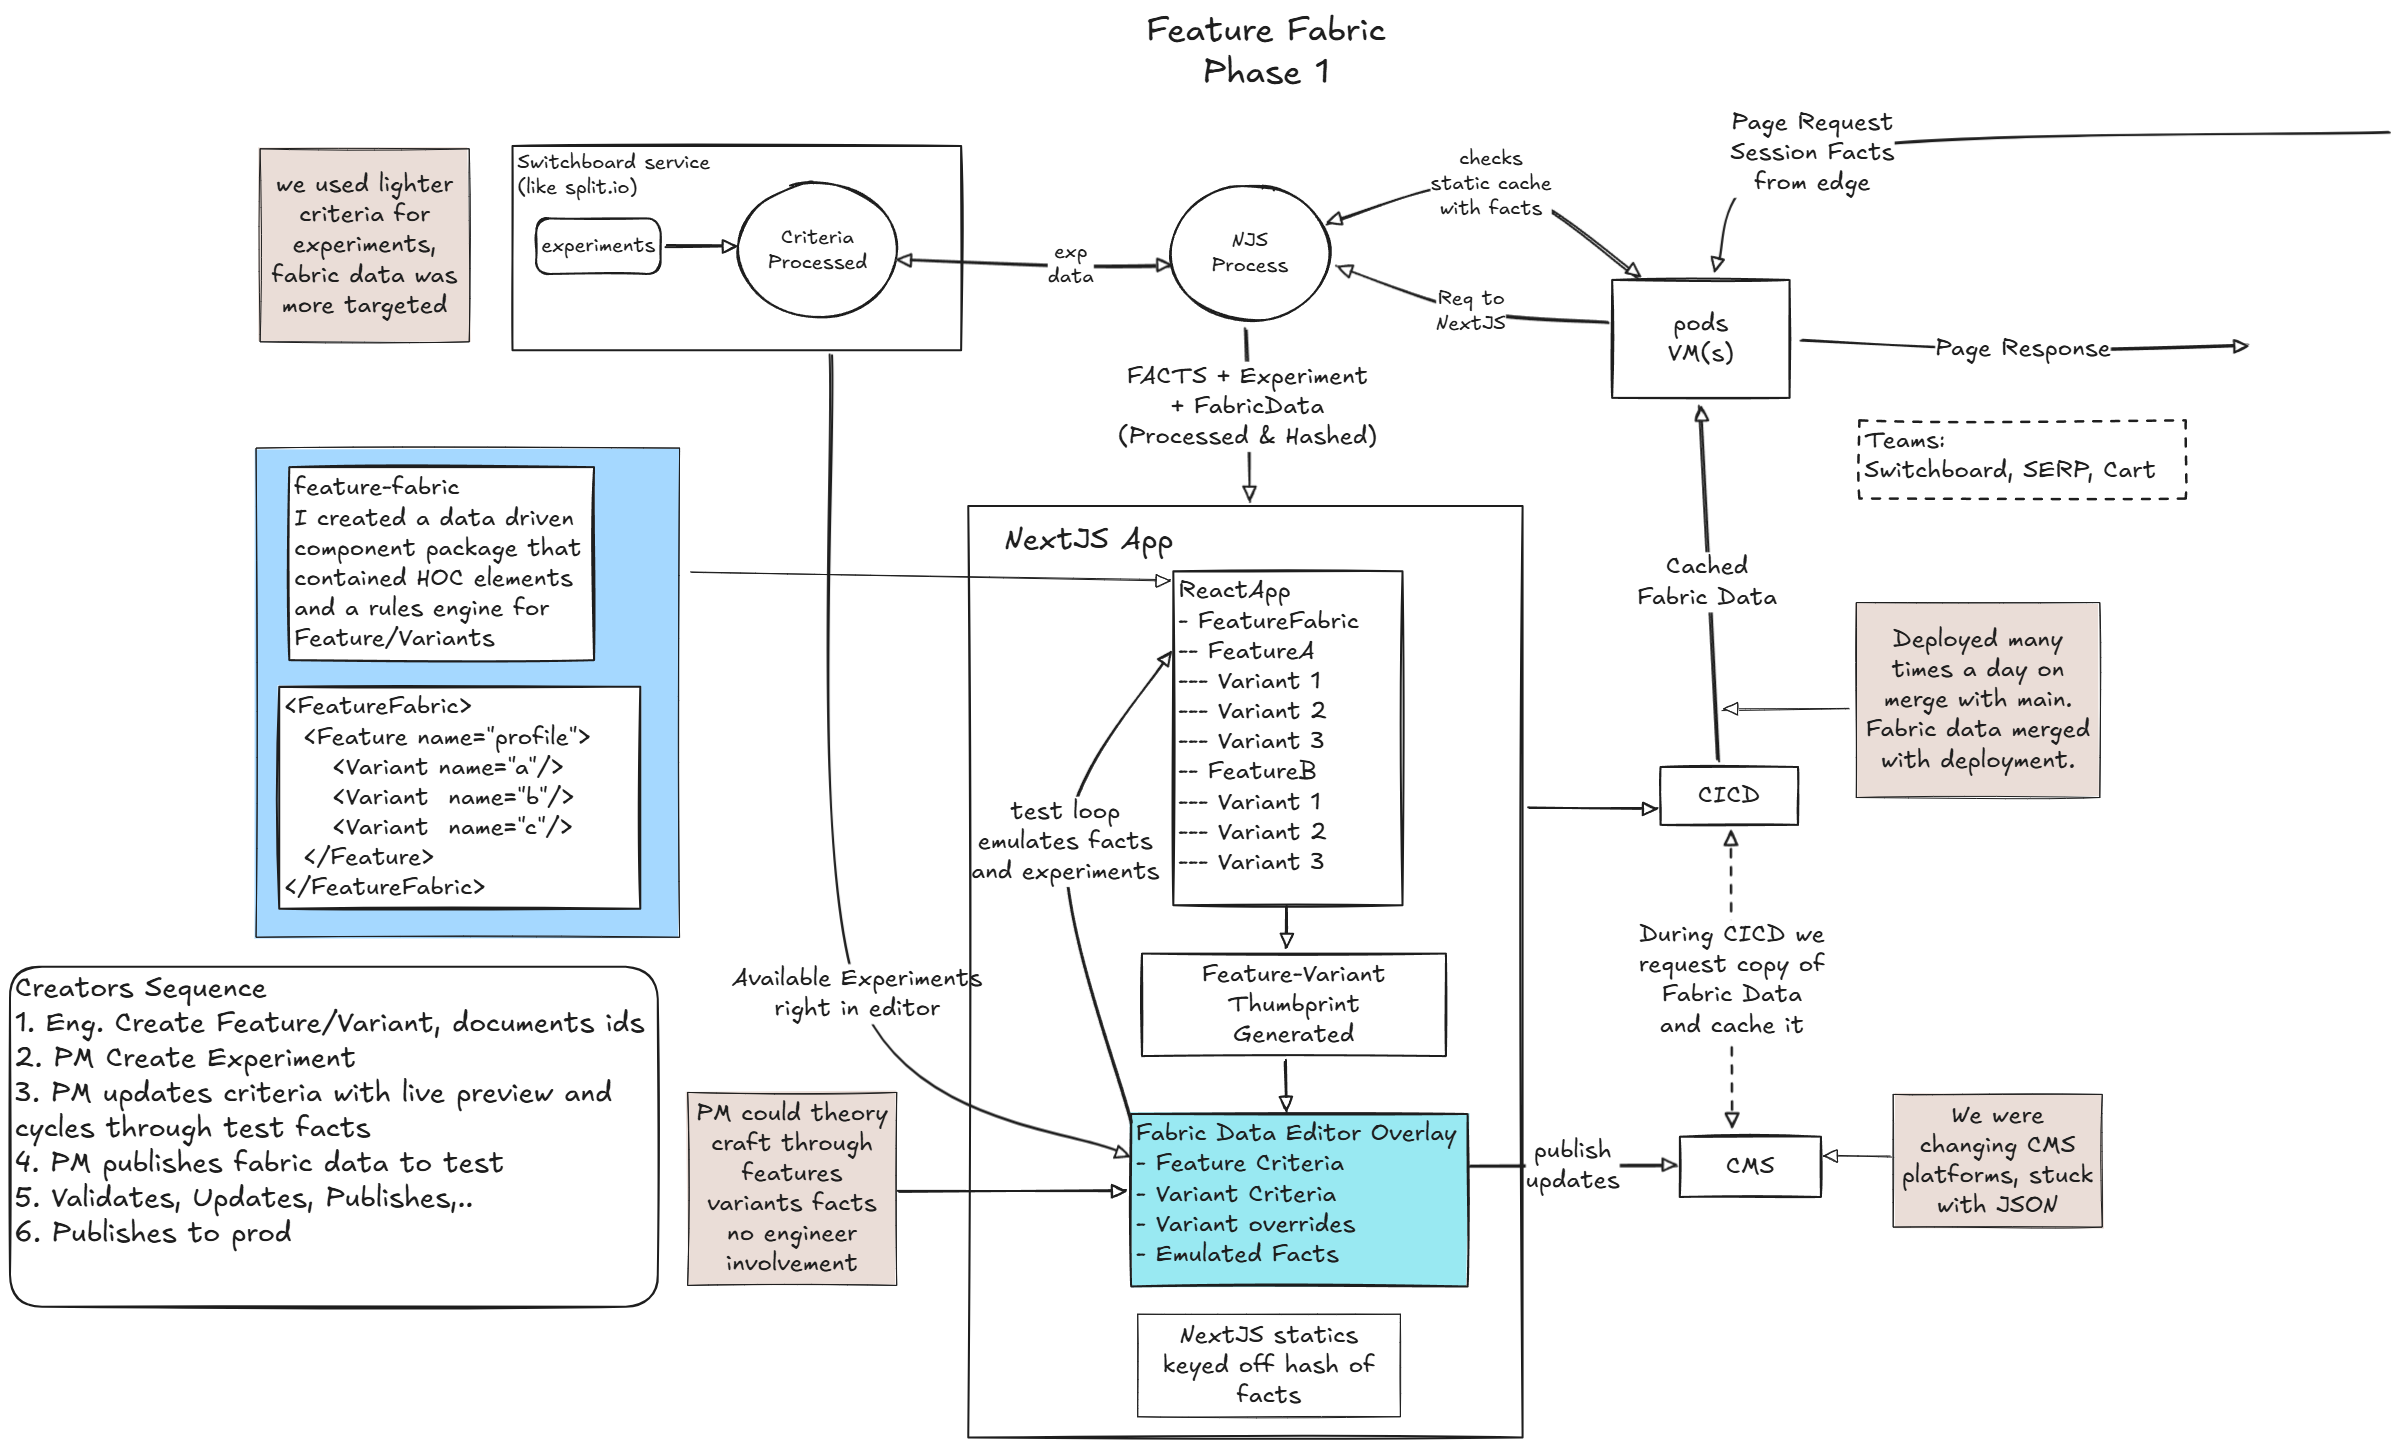 Feature Fabric
Phase 1
we used lighter
criteria for
experiments,
fabric data was
more targeted
Switchboard service
(like split.io)
experiments
Criteria
Processed
exp
data
NJS
Process
checks
static cache
with facts
Page Request
Session Facts
from edge
Req to
NextJS
pods
VM(s)
Page Response
FACTS + Experiment
+ FabricData
(Processed & Hashed)
Teams:
Switchboard, SERP, Cart
feature-fabric
I created a data driven
component package that
contained HOC elements
and a rules engine for
Feature/Variants
<FeatureFabric>
<Feature name="profile">
<Variant name="a"/>
<Variant name="b"/>
<Variant name="c"/>
</Feature>
</FeatureFabric>
NextJS App
ReactApp
- FeatureFabric
-- FeatureA
--- Variant 1
--- Variant 2
--- Variant 3
-- FeatureB
--- Variant 1
--- Variant 2
--- Variant 3
test loop
emulates facts
and experiments
Cached
Fabric Data
Deployed many
times a day on
merge with main.
Fabric data merged
with deployment.
CICD
During CICD we
request copy of
Fabric Data
and cache it
Creators Sequence
1. Eng. Create Feature/Variant, documents ids
2. PM Create Experiment
3. PM updates criteria with live preview and
cycles through test facts
4. PM publishes fabric data to test
5. Validates, Updates, Publishes,..
6. Publishes to prod
Available Experiments
right in editor
Feature-Variant
Thumbprint
Generated
PM could theory
craft through
features
variants facts
no engineer
involvement
Fabric Data Editor Overlay
- Feature Criteria
- Variant Criteria
- Variant overrides
- Emulated Facts
publish
updates
CMS
We were
changing CMS
platforms, stuck
with JSON
NextJS statics
keyed off hash of
facts